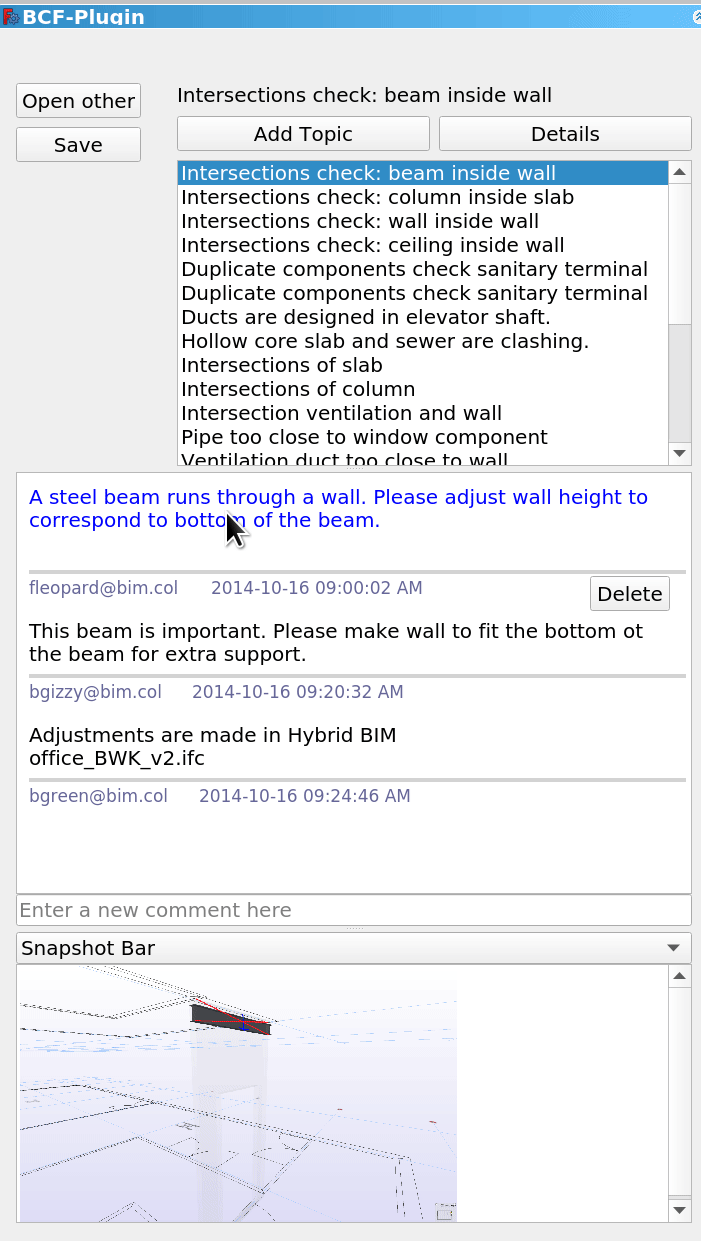 BCF-Plugin
Open other
Save
Intersections check: beam inside wall
Add Topic
Details
Intersections check: beam inside wall
Intersections check: column inside slab
Intersections check: wall inside wall
Intersections check: ceiling inside wall
Duplicate components check sanitary terminal
Duplicate components check sanitary terminal
Ducts are designed in elevator shaft.
Hollow core slab and sewer are clashing.
Intersections of slab
Intersections of column
Intersection ventilation and wall
Pipe too close to window component
Ventilation duct too close to wall
A steel beam runs through a wall. Please adjust wall height to
correspond to bottom of the beam.
fleopard@bim.col 2014-10-16 09:00:02 AM
Delete
This beam is important. Please make wall to fit the bottom ot
the beam for extra support.
bgizzy@bim.col 2014-10-16 09:20:32 AM
Adjustments are made in Hybrid BIM
office_BWK_v2.ifc
bgreen@bim.col 2014-10-16 09:24:46 AM
Enter a new comment here
Snapshot Bar